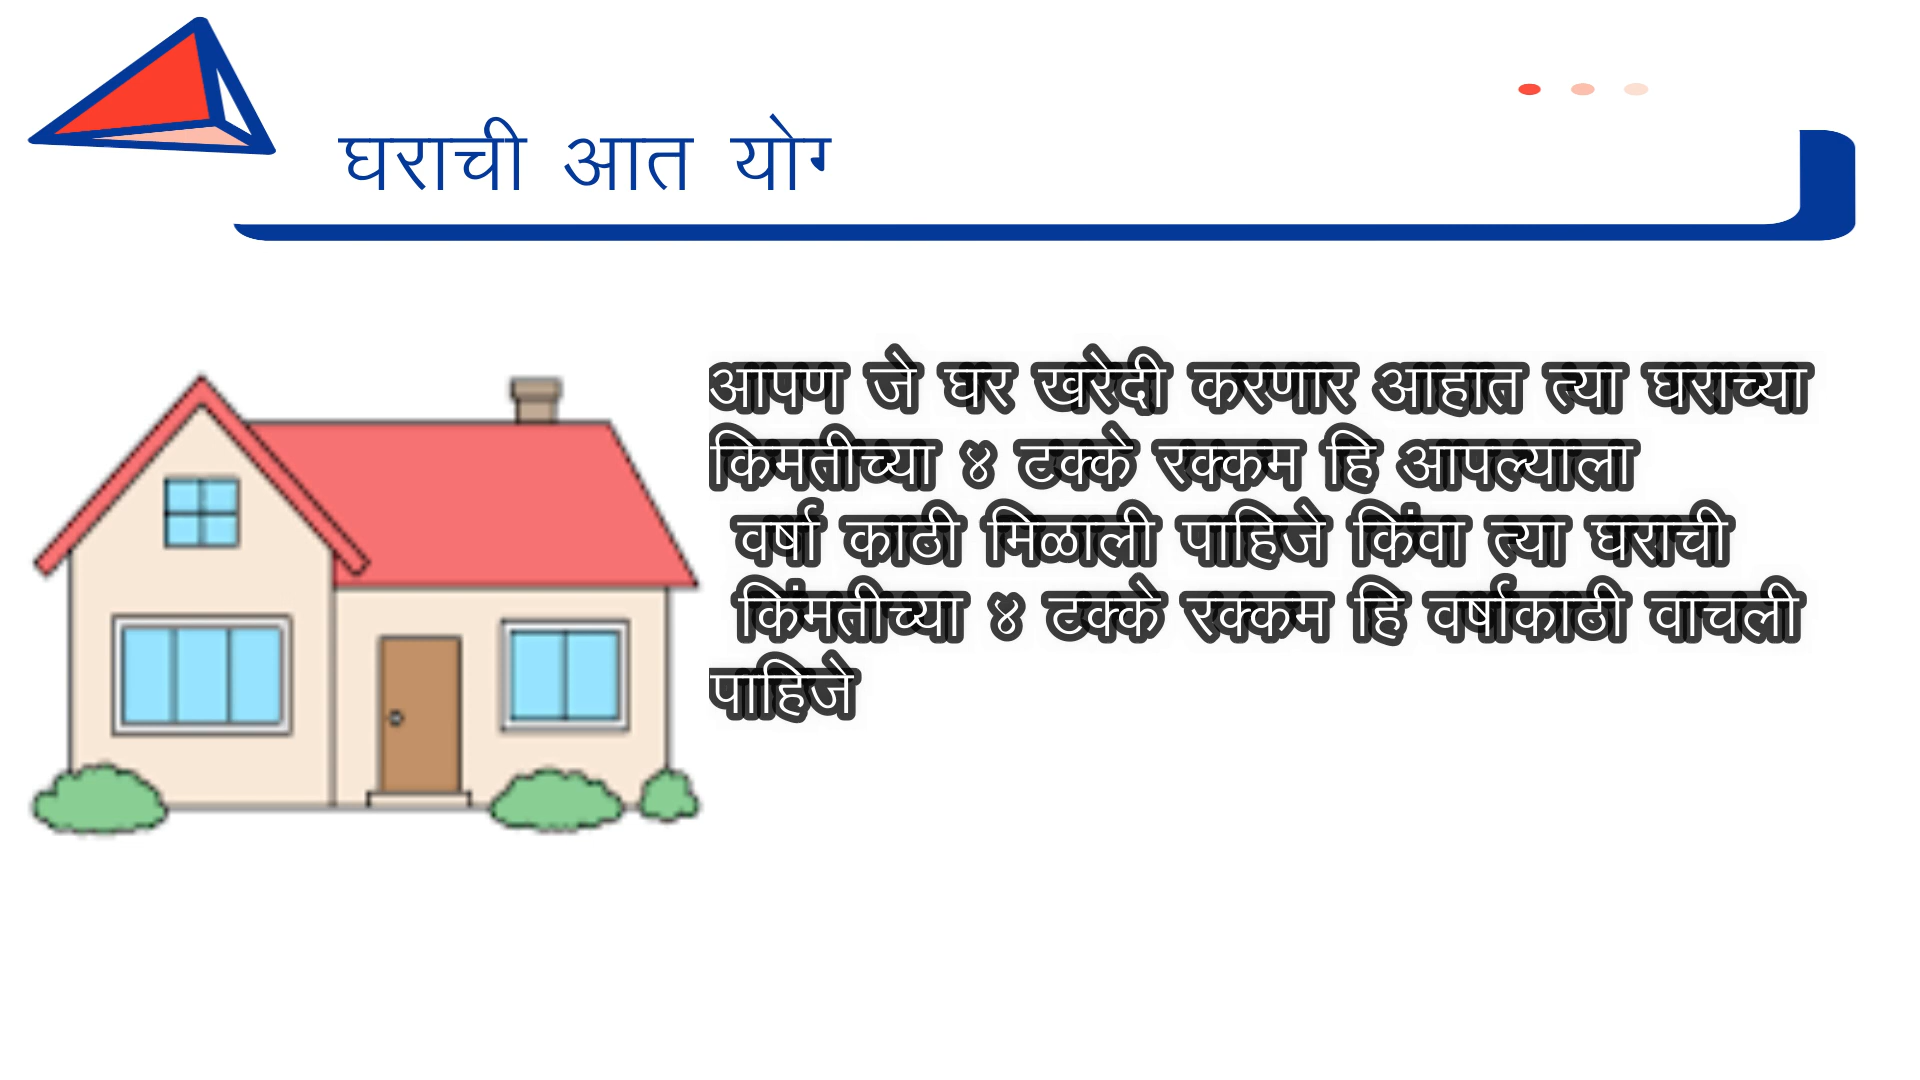 घराची आत योग
आपण जे घर खरेदी करणार आहात त्या घराच्या
किमतीच्या ४ टक्के रक्कम हि आपल्याला
वर्षा काठी मिळाली पाहिजे किंवा त्या घराची
किंमतीच्या ४ टक्के रक्कम हि वर्षाकाठी वाचली
पाहिजे